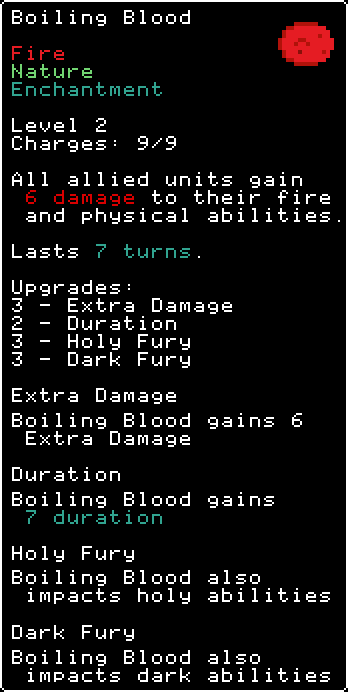 Boiling Blood
Fire
Nature
Enchantment
Level 2
Charges: 9/9
All allied units gain
6 damage to their fire
and physical abilities.
Lasts 7 turns.
Upgrades:
3 - Extra Damage
2 - Duration
3 - Holy Fury
3 - Dark Fury
Extra Damage
Boiling Blood gains 6
Extra Damage
Duration
Boiling Blood gains
7 duration
Holy Fury
Boiling Blood also
impacts holy abilities
Dark Fury
Boiling Blood also
impacts dark abilities